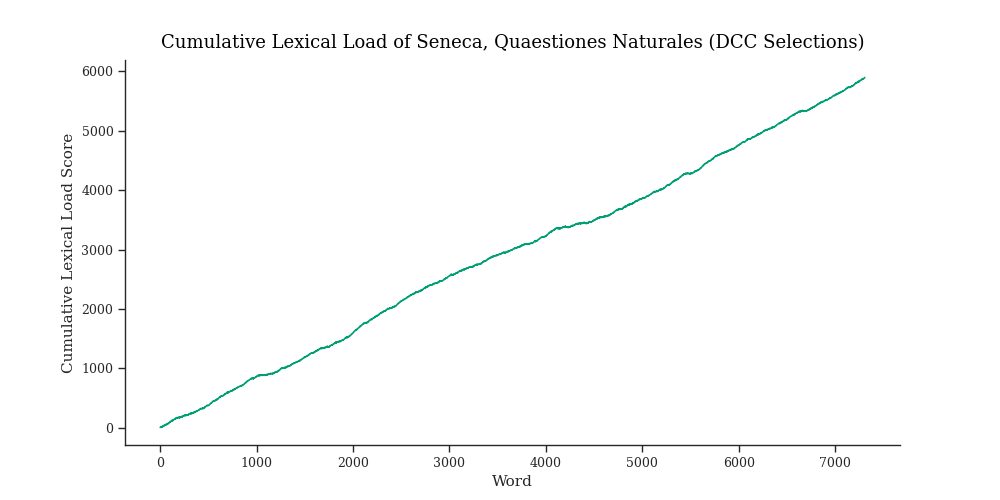 Cumulative Lexical Load of Seneca, Quaestiones Naturales (DCC Selections)
Cumulative Lexical Load Score
6000
5000
4000
3000
2000
1000
0
0 1000 2000 3000 4000 5000 6000 7000
Word